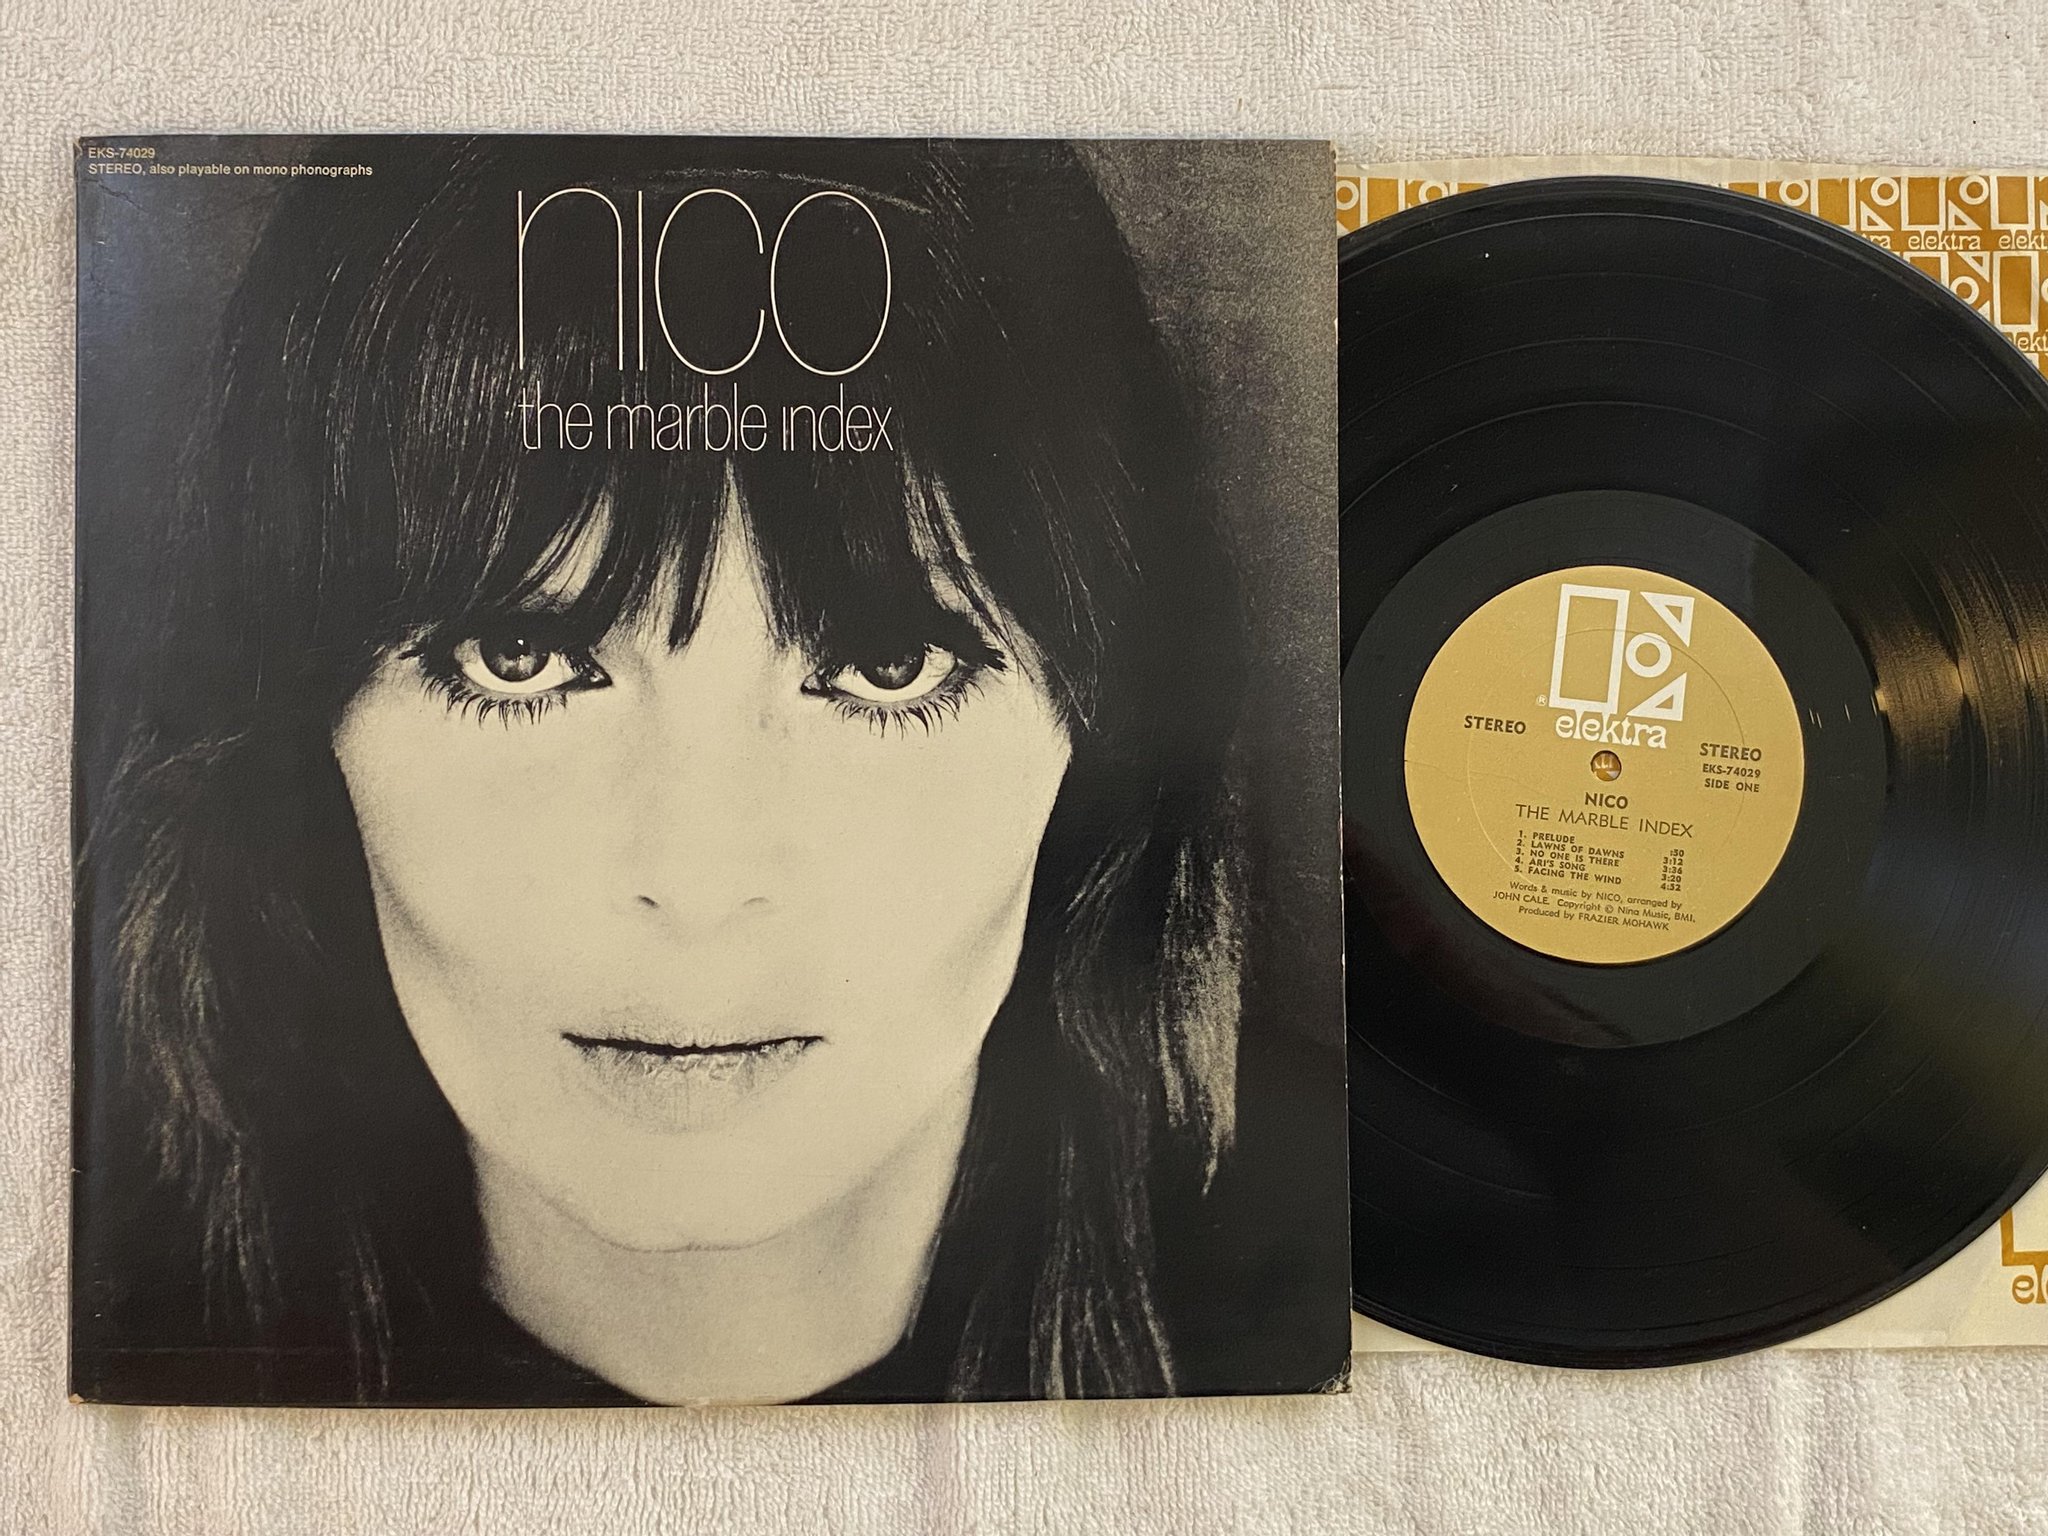 EKS-74029
STEREO, also playable on mono phonographs
nico
the marble index
elektra
elektra
elektra
® elektra
STEREO
STEREO
EKS-74029
SIDE ONE
NICO
THE MARBLE INDEX
1. PRELUDE :50
2. LAWNS OF DAWNS 3:12
3. NO ONE IS THERE 3:36
4. ARI'S SONG 3:20
5. FACING THE WIND 4:52
Words & music by NICO, arranged by
JOHN CALE. Copyright © Nina Music, BMI.
Produced by FRAZIER MOHAWK